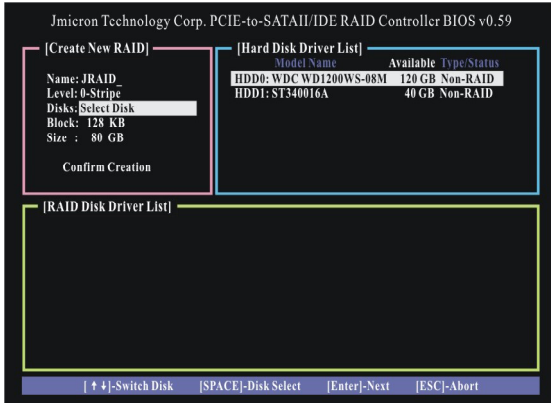 Jmicron Technology Corp. PCIE-to-SATAII/IDE RAID Controller BIOS v0.59
[Create New RAID]
Name: JRAID_
Level: 0-Stripe
Disks: Select Disk
Block: 128 KB
Size : 80 GB
Confirm Creation
[Hard Disk Driver List]
Model Name Available Type/Status
HDD0: WDC WD1200WS-08M 120 GB Non-RAID
HDD1: ST340016A 40 GB Non-RAID
[RAID Disk Driver List]
[↑↓]-Switch Disk [SPACE]-Disk Select [Enter]-Next [ESC]-Abort